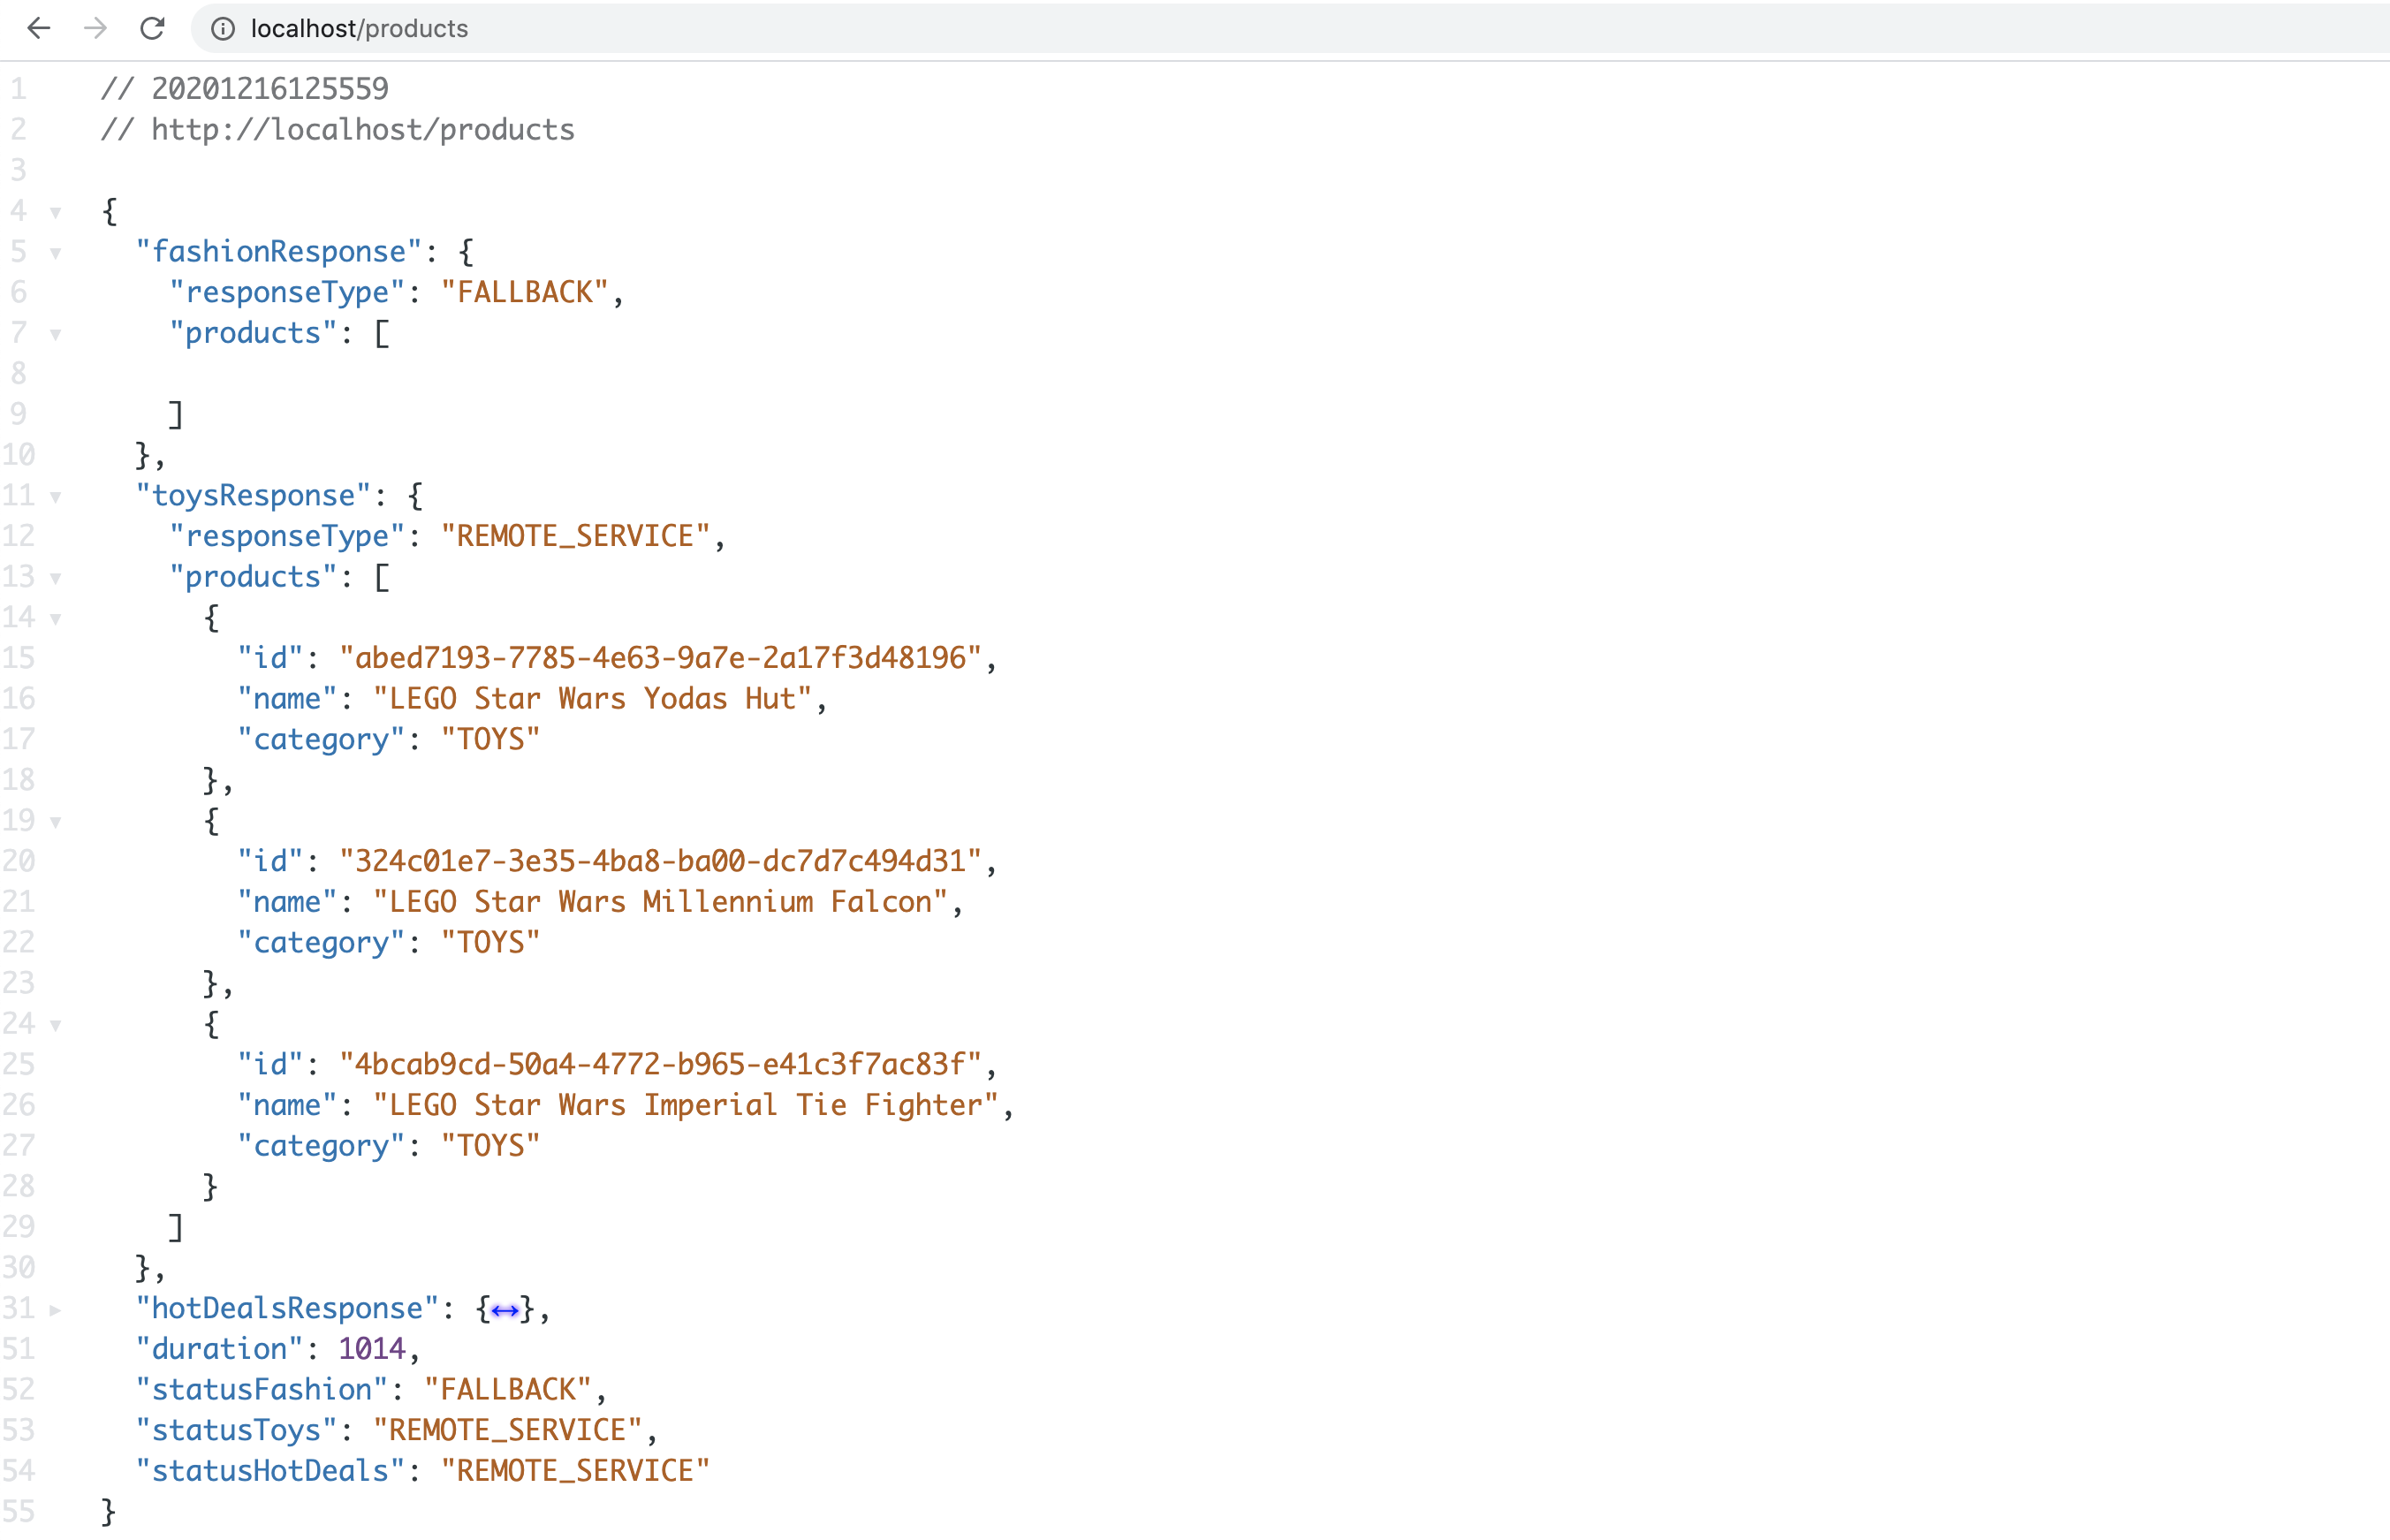 localhost/products
1 // 20201216125559
2 // http://localhost/products
3
4 {
5 "fashionResponse": {
6 "responseType": "FALLBACK",
7 "products": [
8
9 ]
10 },
11 "toysResponse": {
12 "responseType": "REMOTE_SERVICE",
13 "products": [
14 {
15 "id": "abed7193-7785-4e63-9a7e-2a17f3d48196",
16 "name": "LEGO Star Wars Yodas Hut",
17 "category": "TOYS"
18 },
19 {
20 "id": "324c01e7-3e35-4ba8-ba00-dc7d7c494d31",
21 "name": "LEGO Star Wars Millennium Falcon",
22 "category": "TOYS"
23 },
24 {
25 "id": "4bcab9cd-50a4-4772-b965-e41c3f7ac83f",
26 "name": "LEGO Star Wars Imperial Tie Fighter",
27 "category": "TOYS"
28 }
29 ]
30 },
31 "hotDealsResponse": {↔},
51 "duration": 1014,
52 "statusFashion": "FALLBACK",
53 "statusToys": "REMOTE_SERVICE",
54 "statusHotDeals": "REMOTE_SERVICE"
55 }